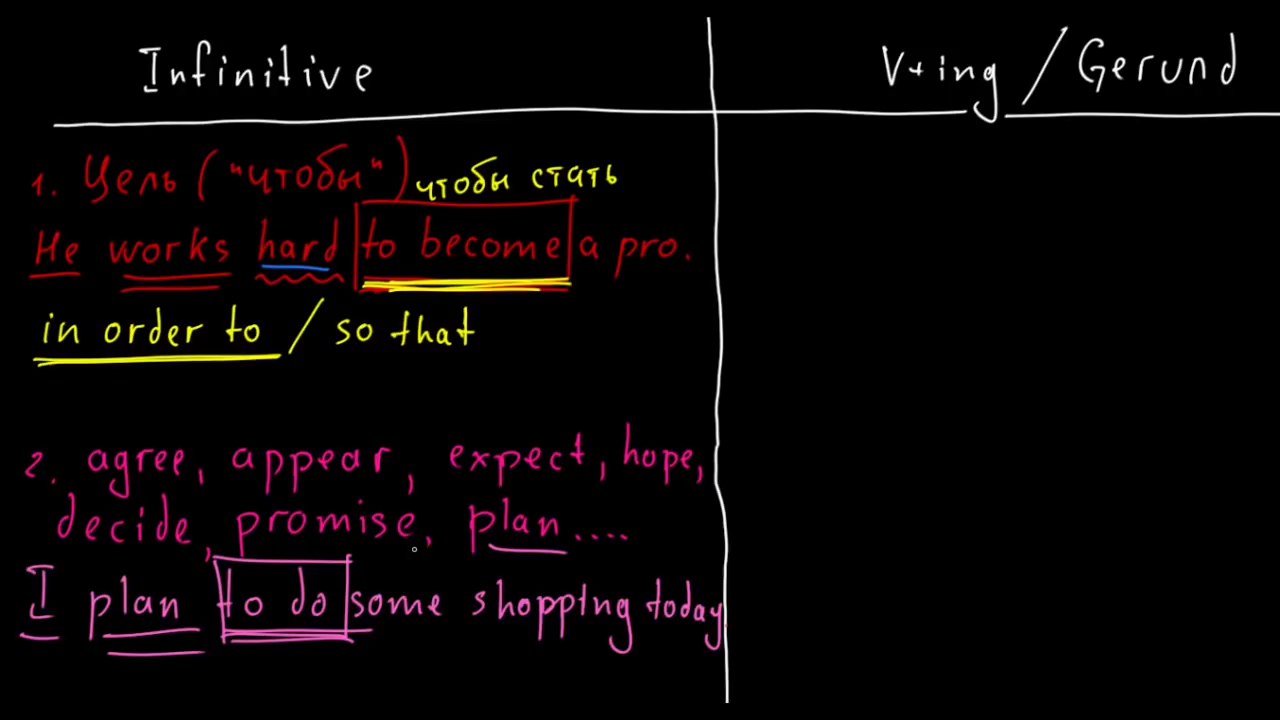 Infinitive
V+ing / Gerund
1. Цель ("чтобы") чтобы стать
He works hard to become a pro.
in order to / so that
2. agree, appear, expect, hope,
decide, promise, plan....
I plan to do some shopping today